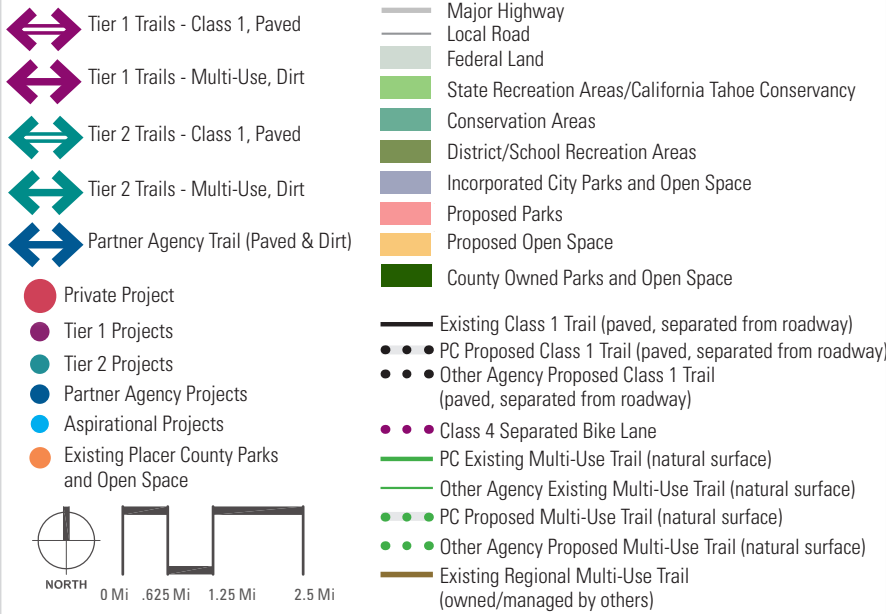 Tier 1 Trails - Class 1, Paved
Tier 1 Trails - Multi-Use, Dirt
Tier 2 Trails - Class 1, Paved
Tier 2 Trails - Multi-Use, Dirt
Partner Agency Trail (Paved & Dirt)
Private Project
Tier 1 Projects
Tier 2 Projects
Partner Agency Projects
Aspirational Projects
Existing Placer County Parks
and Open Space
NORTH
0 Mi .625 Mi 1.25 Mi 2.5 Mi
Major Highway
Local Road
Federal Land
State Recreation Areas/California Tahoe Conservancy
Conservation Areas
District/School Recreation Areas
Incorporated City Parks and Open Space
Proposed Parks
Proposed Open Space
County Owned Parks and Open Space
Existing Class 1 Trail (paved, separated from roadway)
PC Proposed Class 1 Trail (paved, separated from roadway)
Other Agency Proposed Class 1 Trail
(paved, separated from roadway)
Class 4 Separated Bike Lane
PC Existing Multi-Use Trail (natural surface)
Other Agency Existing Multi-Use Trail (natural surface)
PC Proposed Multi-Use Trail (natural surface)
Other Agency Proposed Multi-Use Trail (natural surface)
Existing Regional Multi-Use Trail
(owned/managed by others)